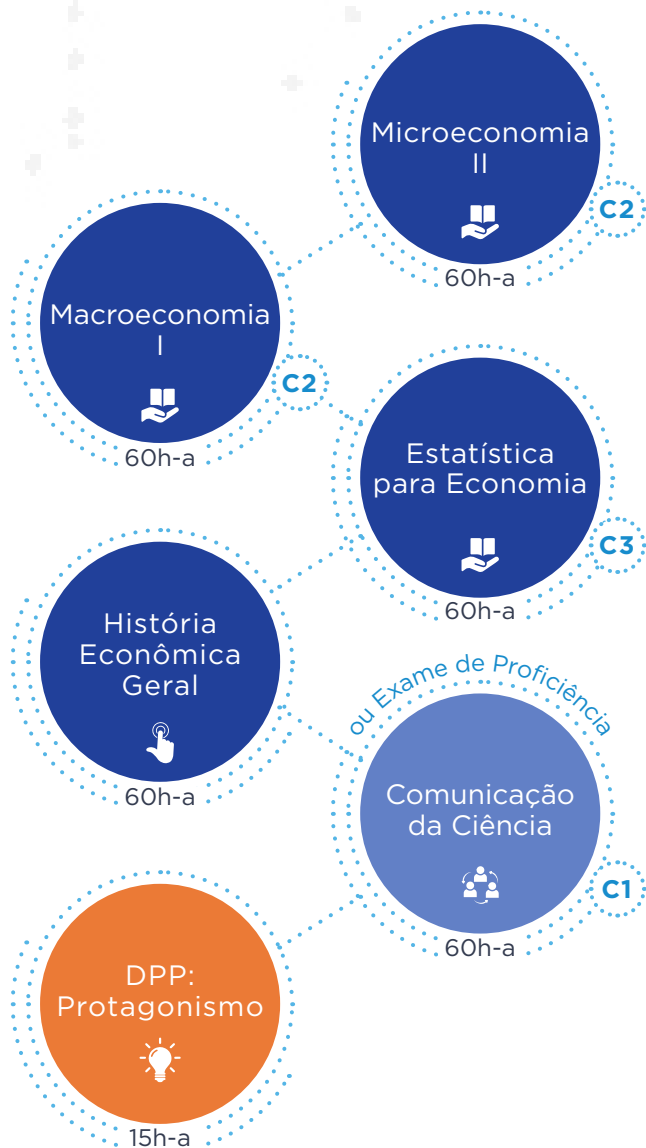 Microeconomia
II
C2
60h-a
Macroeconomia
I
C2
60h-a
Estatística
para Economia
C3
60h-a
História
Econômica
Geral
60h-a
ou Exame de Proficiência
Comunicação
da Ciência
C1
60h-a
DPP:
Protagonismo
15h-a